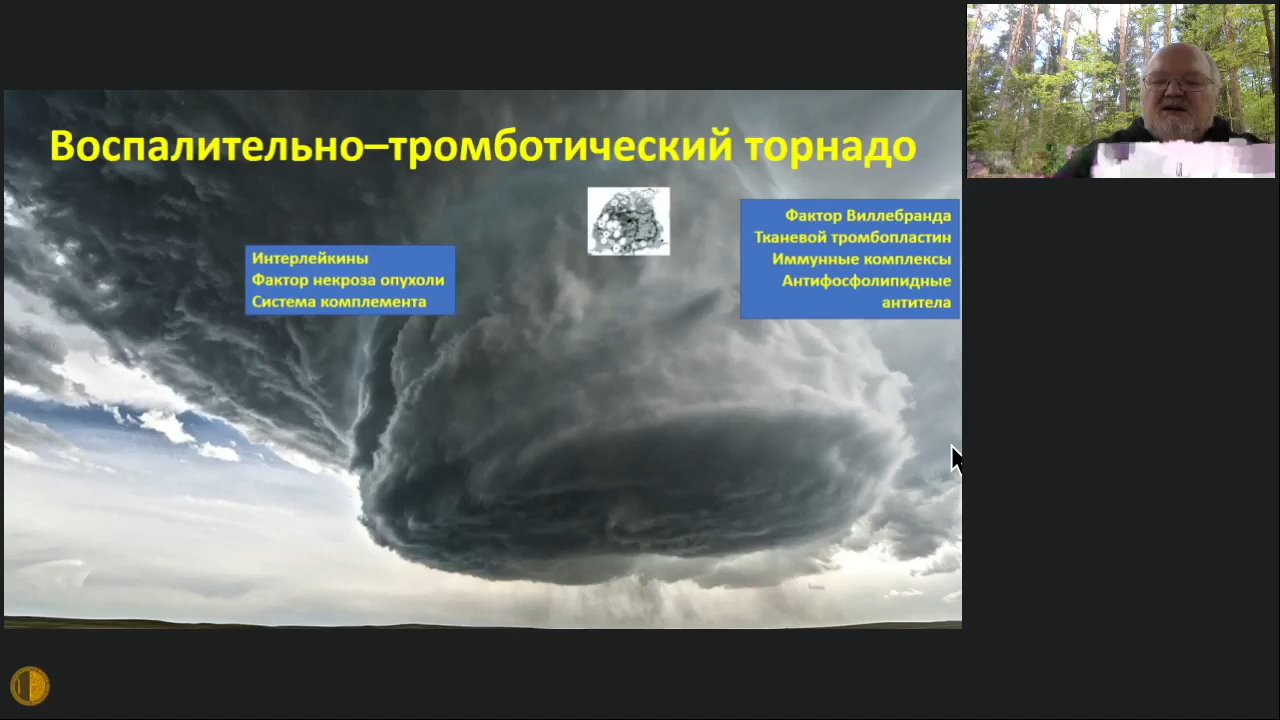 Воспалительно–тромботический торнадо
Интерлейкины
Фактор некроза опухоли
Система комплемента
Фактор Виллебранда
Тканевой тромбопластин
Иммунные комплексы
Антифосфолипидные
антитела